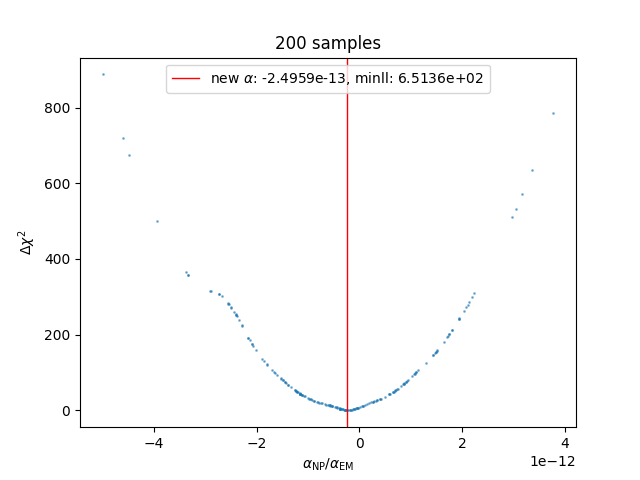 200 samples
new α: -2.4959e-13, minll: 6.5136e+02
Δχ²
800
600
400
200
0
−4
−2
0
2
4
1e−12
α_NP/α_EM